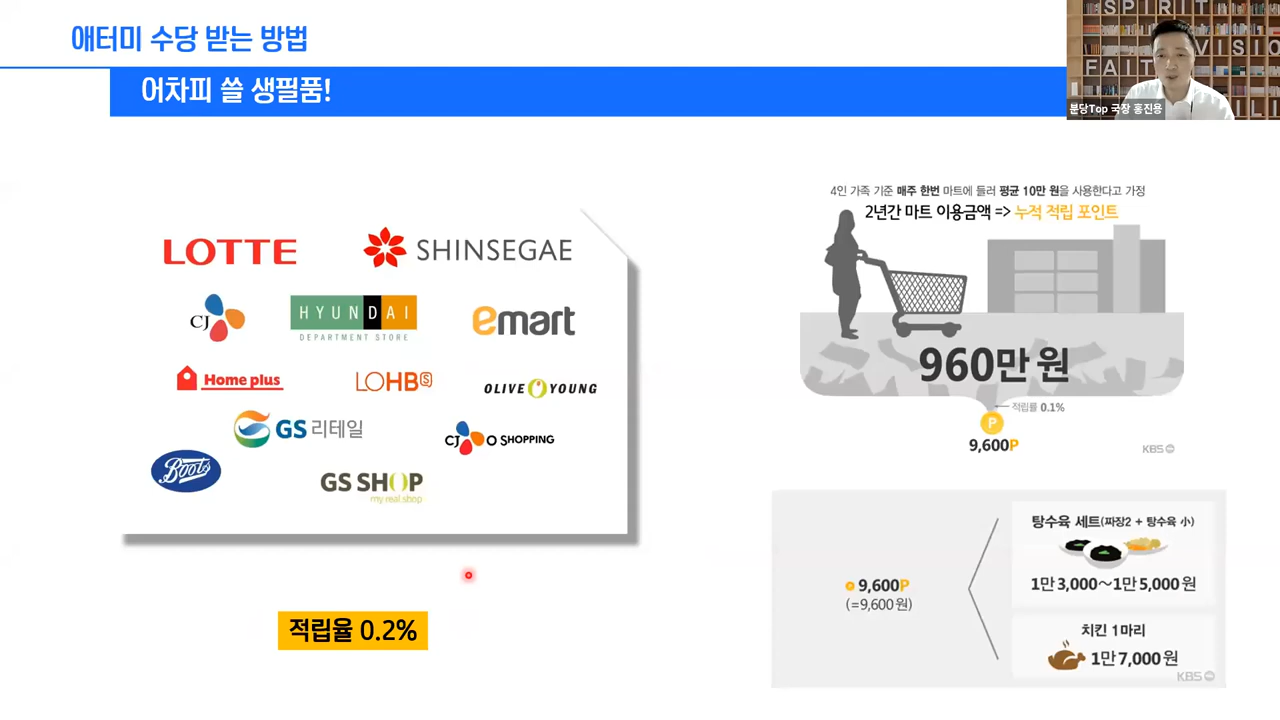 애터미 수당 받는 방법
어차피 쓸 생필품!
SPIRIT
VISIO
FAIT
분당Top 국장 홍진용
4인 가족 기준 매주 한번 마트에 들러 평균 10만 원을 사용한다고 가정
2년간 마트 이용금액 => 누적 적립 포인트
LOTTE
SHINSEGAE
CJ
HYUNDAI
DEPARTMENT STORE
emart
Home plus
LOHBS
OLIVE YOUNG
GS 리테일
CJ O SHOPPING
Boots
GS SHOP
my real shop
적립율 0.2%
960만 원
적립률 0.1%
P
9,600P
KBS
P 9,600P
(=9,600원)
탕수육 세트(짜장2 + 탕수육 小)
1만 3,000~1만 5,000원
치킨 1마리
1만 7,000원
KBS